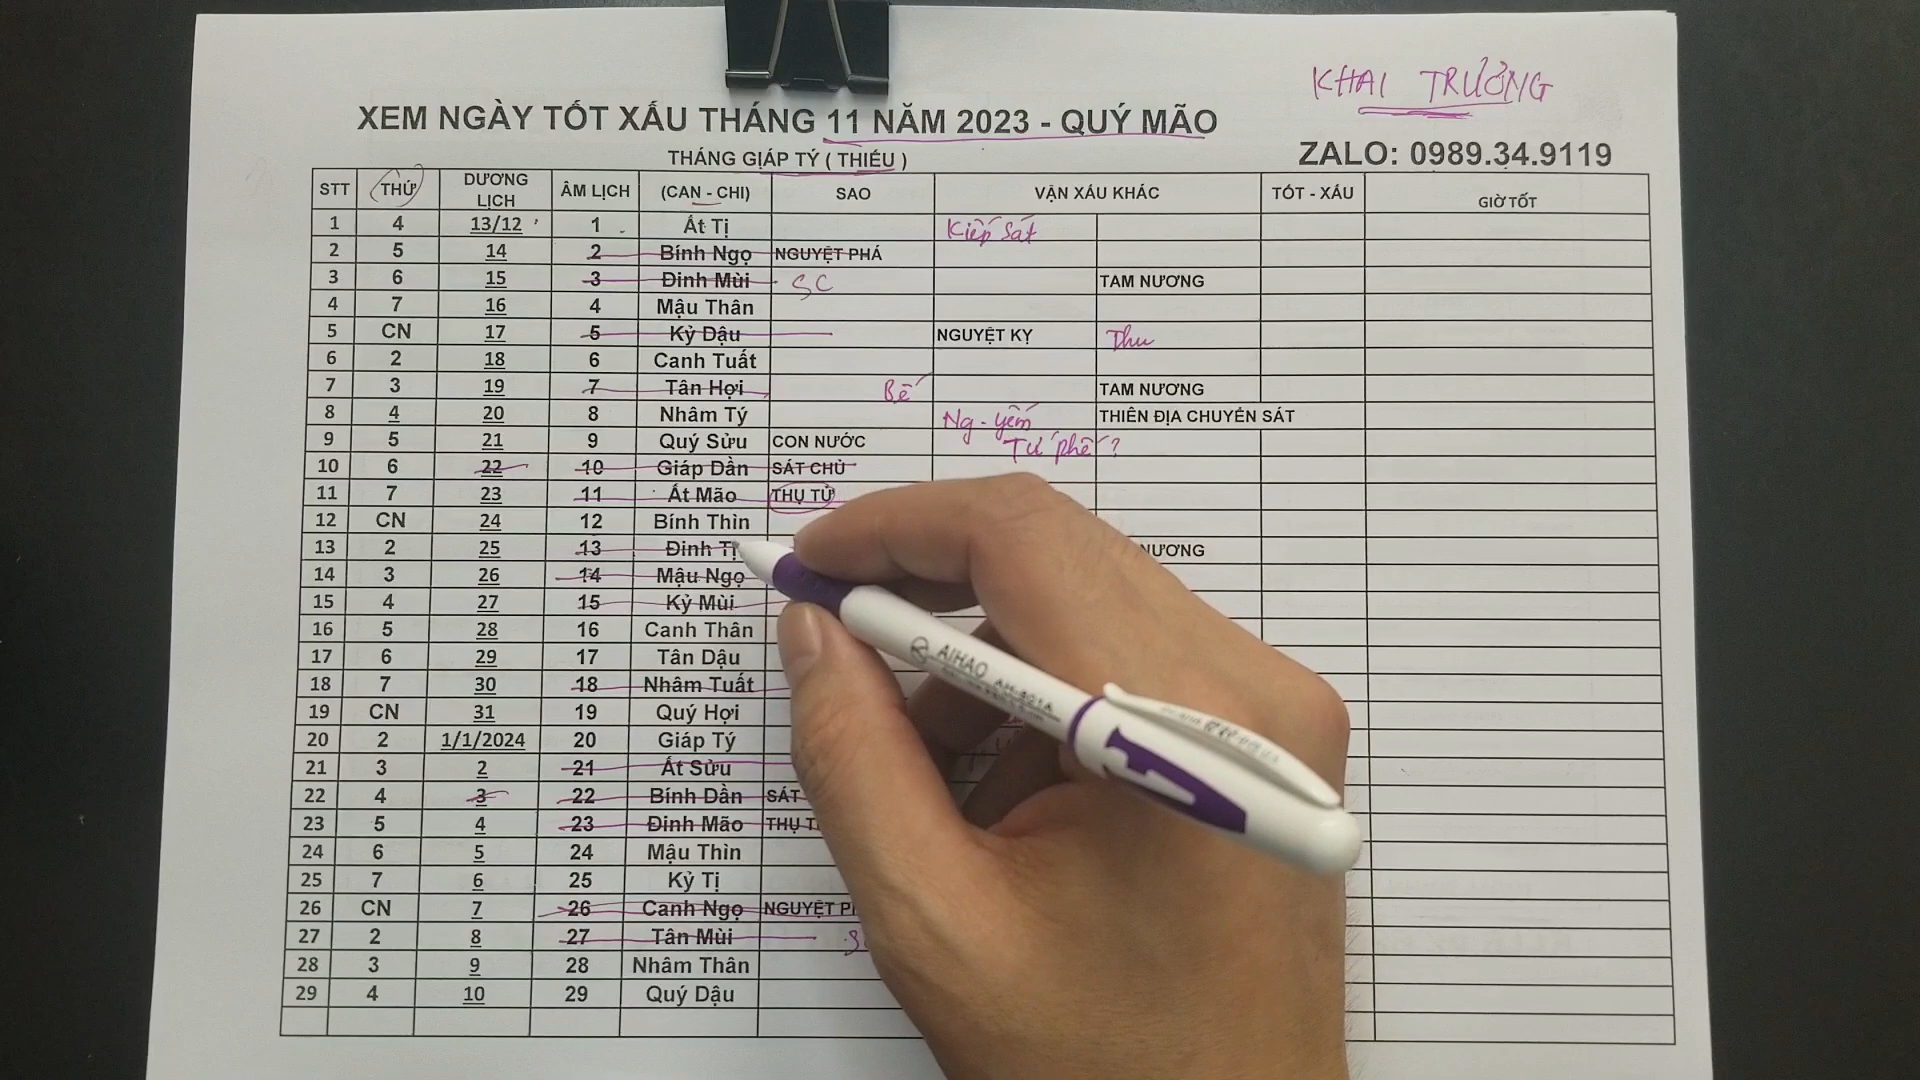 KHAI TRƯƠNG
XEM NGÀY TỐT XẤU THÁNG 11 NĂM 2023 - QUÝ MÃO
THÁNG GIÁP TÝ ( THIẾU )
ZALO: 0989.34.9119
STT THỨ DƯƠNG LỊCH ÂM LỊCH (CAN - CHI) SAO VẬN XẤU KHÁC TỐT - XẤU GIỜ TỐT
1 4 13/12 1 Ất Tị Kiếp Sát
2 5 14 2 Bính Ngọ NGUYỆT PHÁ
3 6 15 3 Đinh Mùi SC TAM NƯƠNG
4 7 16 4 Mậu Thân
5 CN 17 5 Kỷ Dậu NGUYỆT KỴ Thu
6 2 18 6 Canh Tuất
7 3 19 7 Tân Hợi Bế TAM NƯƠNG
8 4 20 8 Nhâm Tý Ng - yếm THIÊN ĐỊA CHUYỂN SÁT
9 5 21 9 Quý Sửu CON NƯỚC Tứ phế ?
10 6 22 10 Giáp Dần SÁT CHỦ
11 7 23 11 Ất Mão THỤ TỬ
12 CN 24 12 Bính Thìn
13 2 25 13 Đinh Tị NƯƠNG
14 3 26 14 Mậu Ngọ
15 4 27 15 Kỷ Mùi
16 5 28 16 Canh Thân
17 6 29 17 Tân Dậu
18 7 30 18 Nhâm Tuất
19 CN 31 19 Quý Hợi
20 2 1/1/2024 20 Giáp Tý
21 3 2 21 Ất Sửu
22 4 3 22 Bính Dần SÁT
23 5 4 23 Đinh Mão THỤ T
24 6 5 24 Mậu Thìn
25 7 6 25 Kỷ Tị
26 CN 7 26 Canh Ngọ NGUYỆT P
27 2 8 27 Tân Mùi
28 3 9 28 Nhâm Thân
29 4 10 29 Quý Dậu
AIHAO